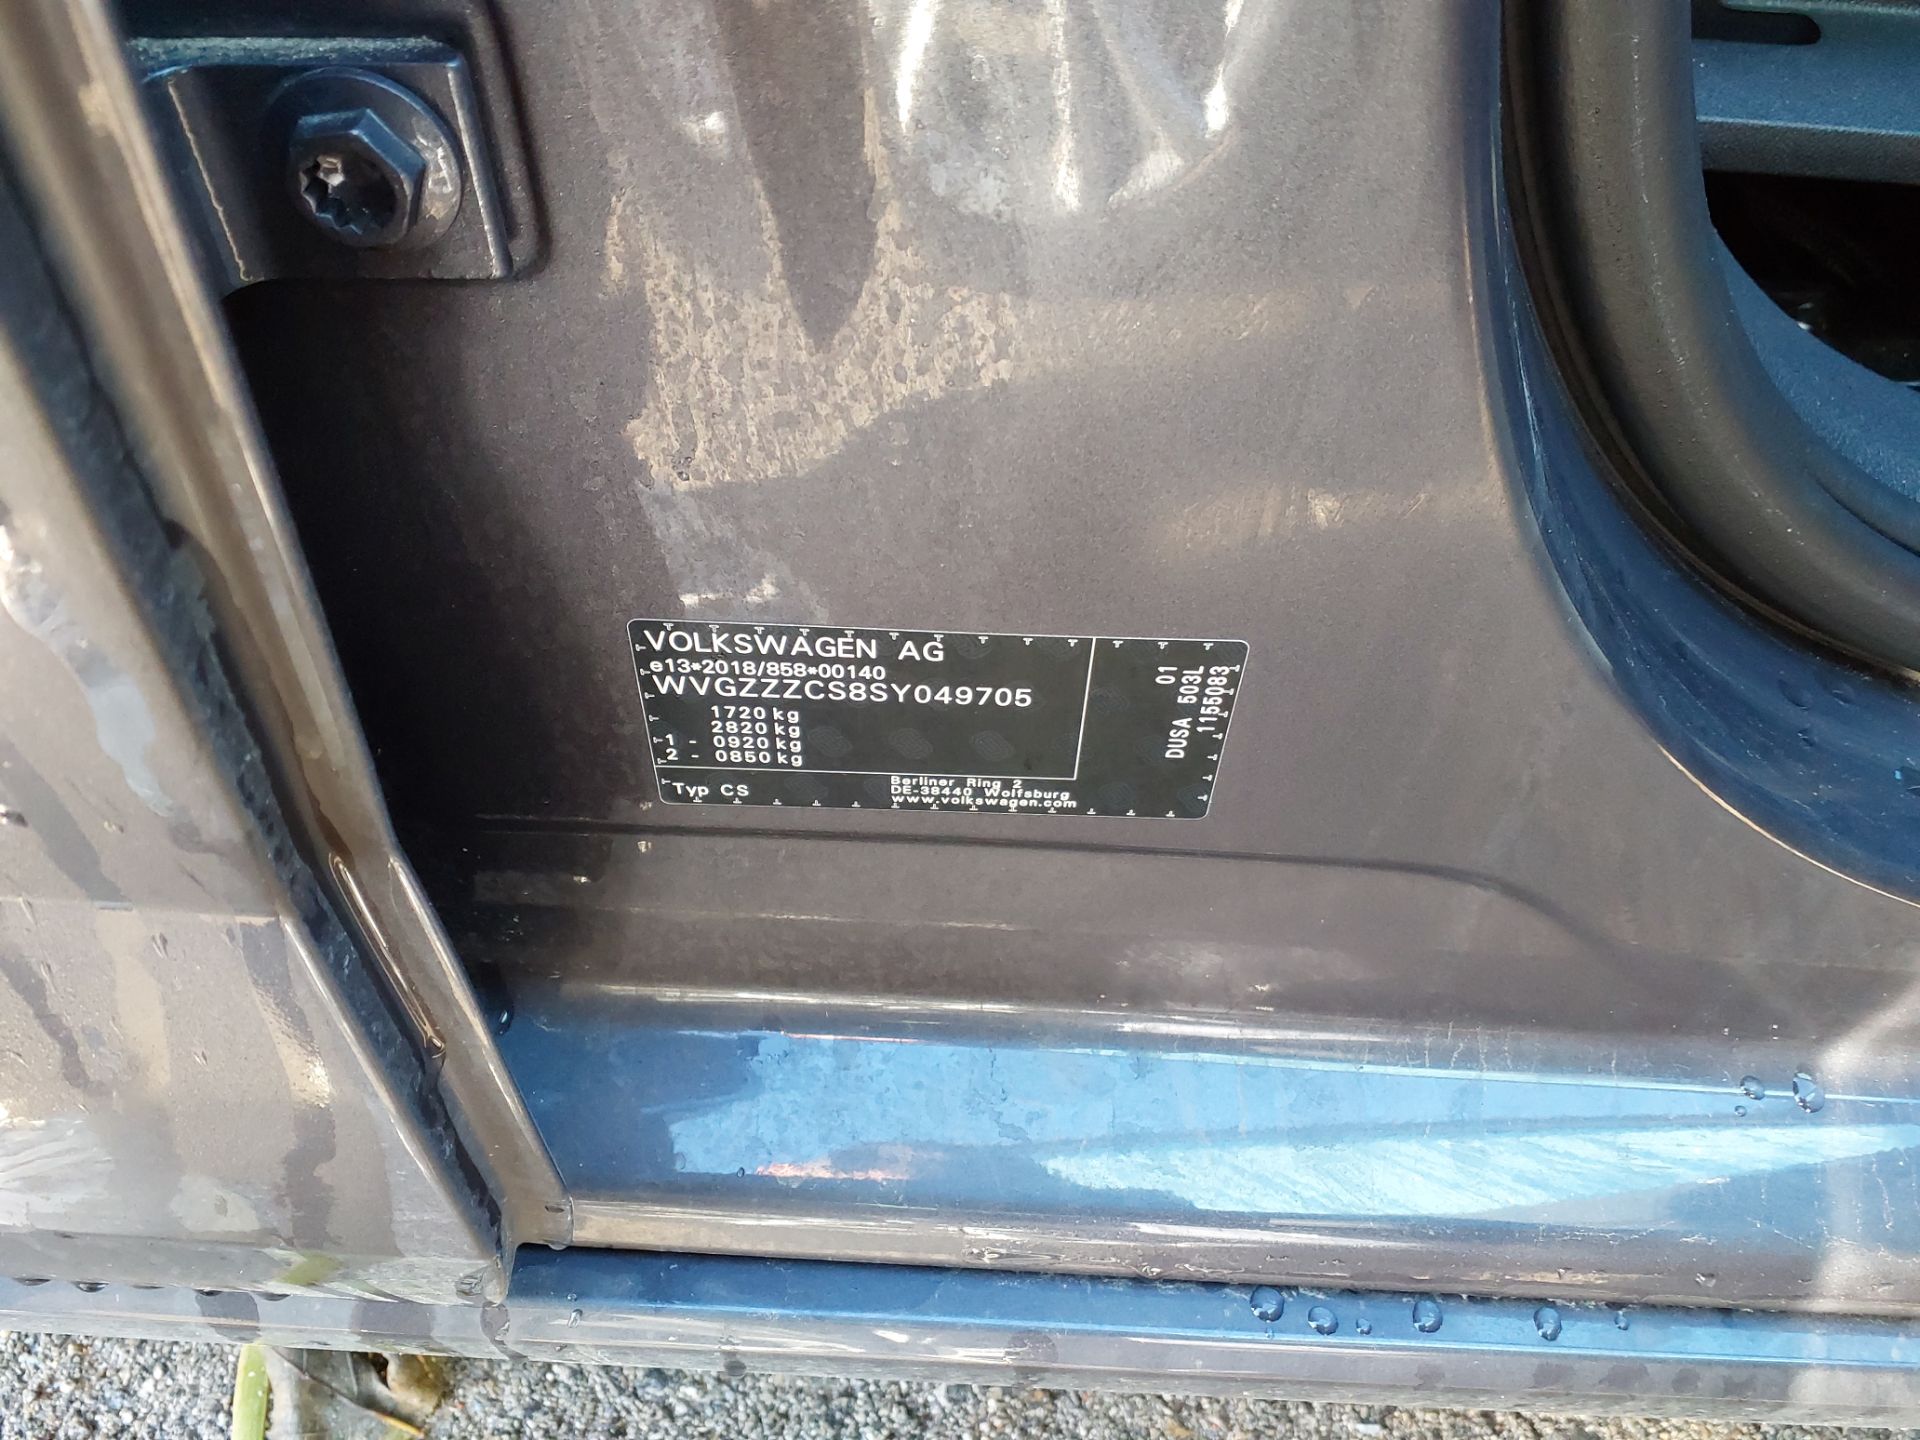 VOLKSWAGEN AG
e13*2018/858*00140
WVGZZZCS8SY049705
1720 kg
2820 kg
1 - 0920 kg
2 - 0850 kg
Typ CS
Berliner Ring 2
DE-38440 Wolfsburg
www.volkswagen.com
01
DUSA 503L
1155083